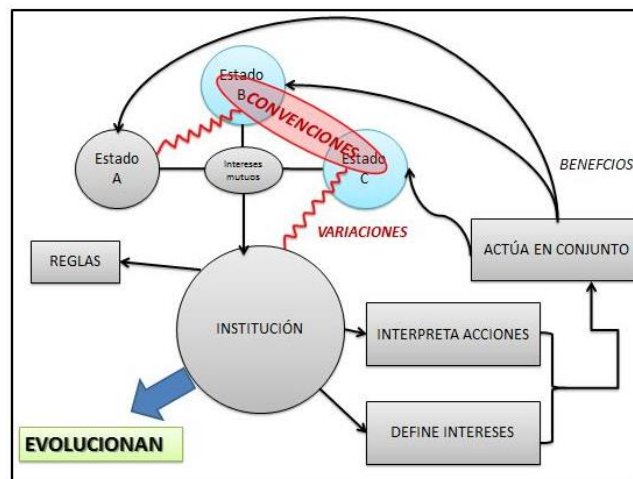 Estado
B
CONVENCIONES
Estado
A
Intereses
mutuos
Estado
C
BENEFCIOS
VARIACIONES
REGLAS
ACTÚA EN CONJUNTO
INSTITUCIÓN
INTERPRETA ACCIONES
DEFINE INTERESES
EVOLUCIONAN